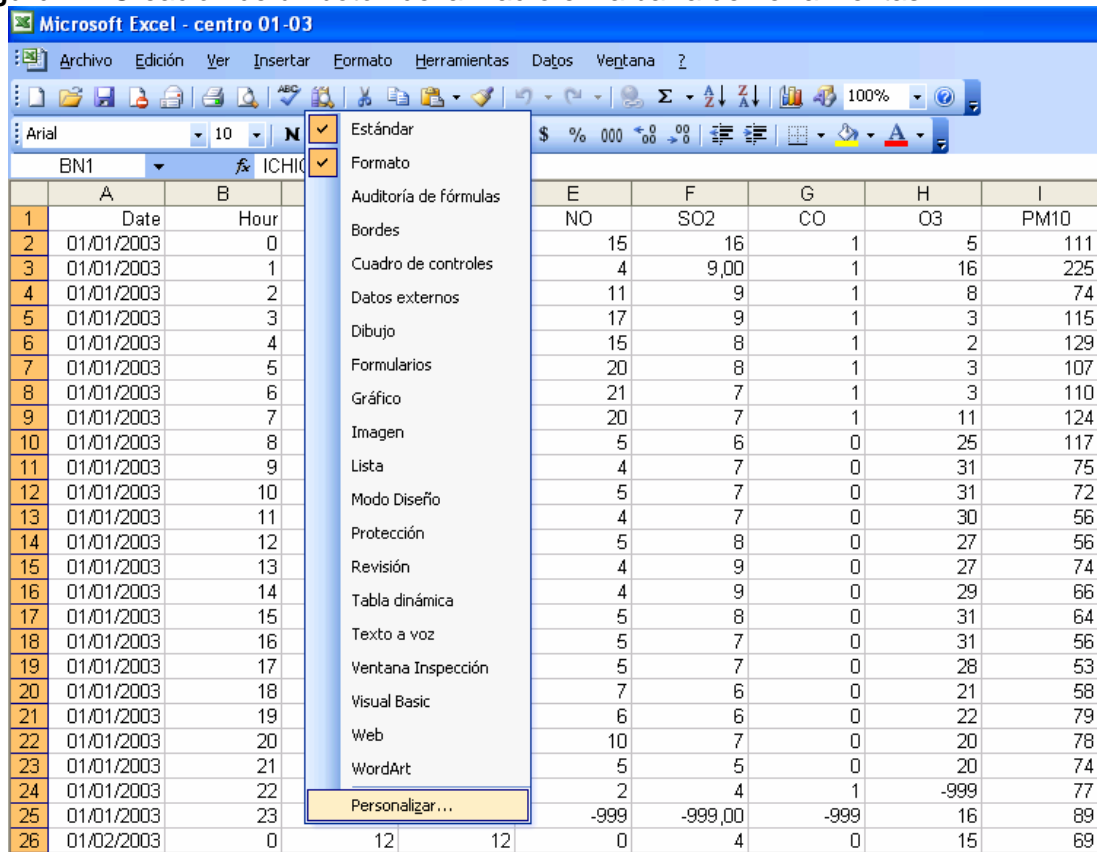 Microsoft Excel - centro 01-03
Archivo Edición Ver Insertar Formato Herramientas Datos Ventana ?
100%
Arial 10 N $ % 000
BN1 fx
A B E F G H I
1 Date Hour NO SO2 CO O3 PM10
2 01/01/2003 0 15 16 1 5 111
3 01/01/2003 1 4 9,00 1 16 225
4 01/01/2003 2 11 9 1 8 74
5 01/01/2003 3 17 9 1 3 115
6 01/01/2003 4 15 8 1 2 129
7 01/01/2003 5 20 8 1 3 107
8 01/01/2003 6 21 7 1 3 110
9 01/01/2003 7 20 7 1 11 124
10 01/01/2003 8 5 6 0 25 117
11 01/01/2003 9 4 7 0 31 75
12 01/01/2003 10 5 7 0 31 72
13 01/01/2003 11 4 7 0 30 56
14 01/01/2003 12 5 8 0 27 56
15 01/01/2003 13 4 9 0 27 74
16 01/01/2003 14 4 9 0 29 66
17 01/01/2003 15 5 8 0 31 64
18 01/01/2003 16 5 7 0 31 56
19 01/01/2003 17 5 7 0 28 53
20 01/01/2003 18 7 6 0 21 58
21 01/01/2003 19 6 6 0 22 79
22 01/01/2003 20 10 7 0 20 78
23 01/01/2003 21 5 5 0 20 74
24 01/01/2003 22 2 4 1 -999 77
25 01/01/2003 23 -999 -999,00 -999 16 89
26 01/02/2003 0 12 12 0 4 0 15 69
Estándar
Formato
Auditoría de fórmulas
Bordes
Cuadro de controles
Datos externos
Dibujo
Formularios
Gráfico
Imagen
Lista
Modo Diseño
Protección
Revisión
Tabla dinámica
Texto a voz
Ventana Inspección
Visual Basic
Web
WordArt
Personalizar...